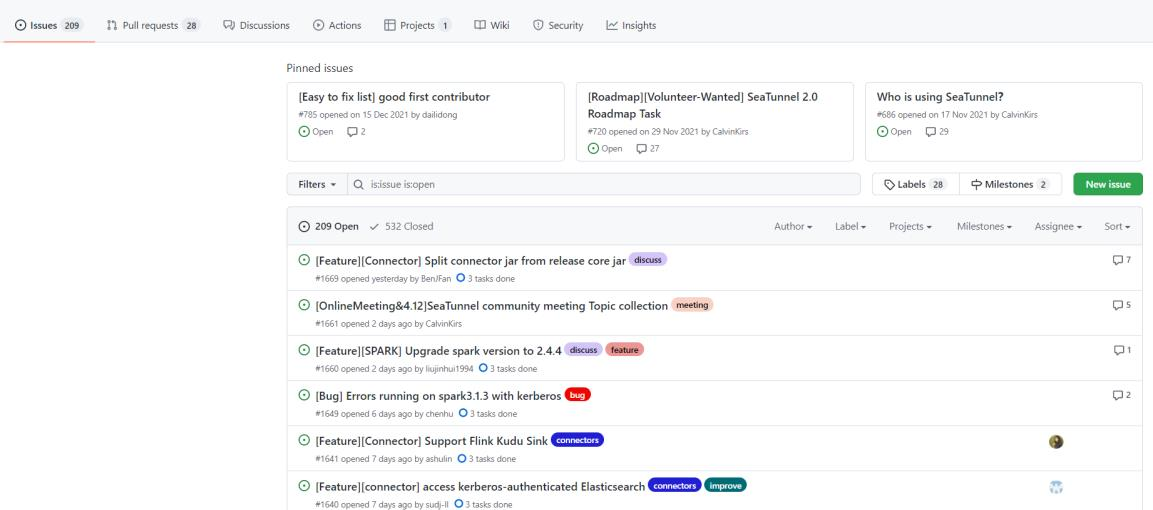 Issues 209 Pull requests 28 Discussions Actions Projects 1 Wiki Security Insights
Pinned issues
[Easy to fix list] good first contributor
#785 opened on 15 Dec 2021 by dailidong
Open 2
[Roadmap][Volunteer-Wanted] SeaTunnel 2.0
Roadmap Task
#720 opened on 29 Nov 2021 by CalvinKirs
Open 27
Who is using SeaTunnel?
#686 opened on 17 Nov 2021 by CalvinKirs
Open 29
Filters is:issue is:open Labels 28 Milestones 2 New issue
209 Open 532 Closed Author Label Projects Milestones Assignee Sort
[Feature][Connector] Split connector jar from release core jar discuss 7
#1669 opened yesterday by BenJFan 3 tasks done
[OnlineMeeting&4.12]SeaTunnel community meeting Topic collection meeting 5
#1661 opened 2 days ago by CalvinKirs
[Feature][SPARK] Upgrade spark version to 2.4.4 discuss feature 1
#1660 opened 2 days ago by liujinhui1994 3 tasks done
[Bug] Errors running on spark3.1.3 with kerberos bug 2
#1649 opened 6 days ago by chenhu 3 tasks done
[Feature][Connector] Support Flink Kudu Sink connectors
#1641 opened 7 days ago by ashulin 3 tasks done
[Feature][connector] access kerberos-authenticated Elasticsearch connectors improve
#1640 opened 7 days ago by sudj-ll 3 tasks done